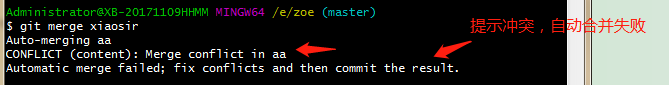 Administrator@XB-20171109HHMM MINGW64 /e/zoe (master)
$ git merge xiaosir
Auto-merging aa
CONFLICT (content): Merge conflict in aa
Automatic merge failed; fix conflicts and then commit the result.
提示冲突，自动合并失败